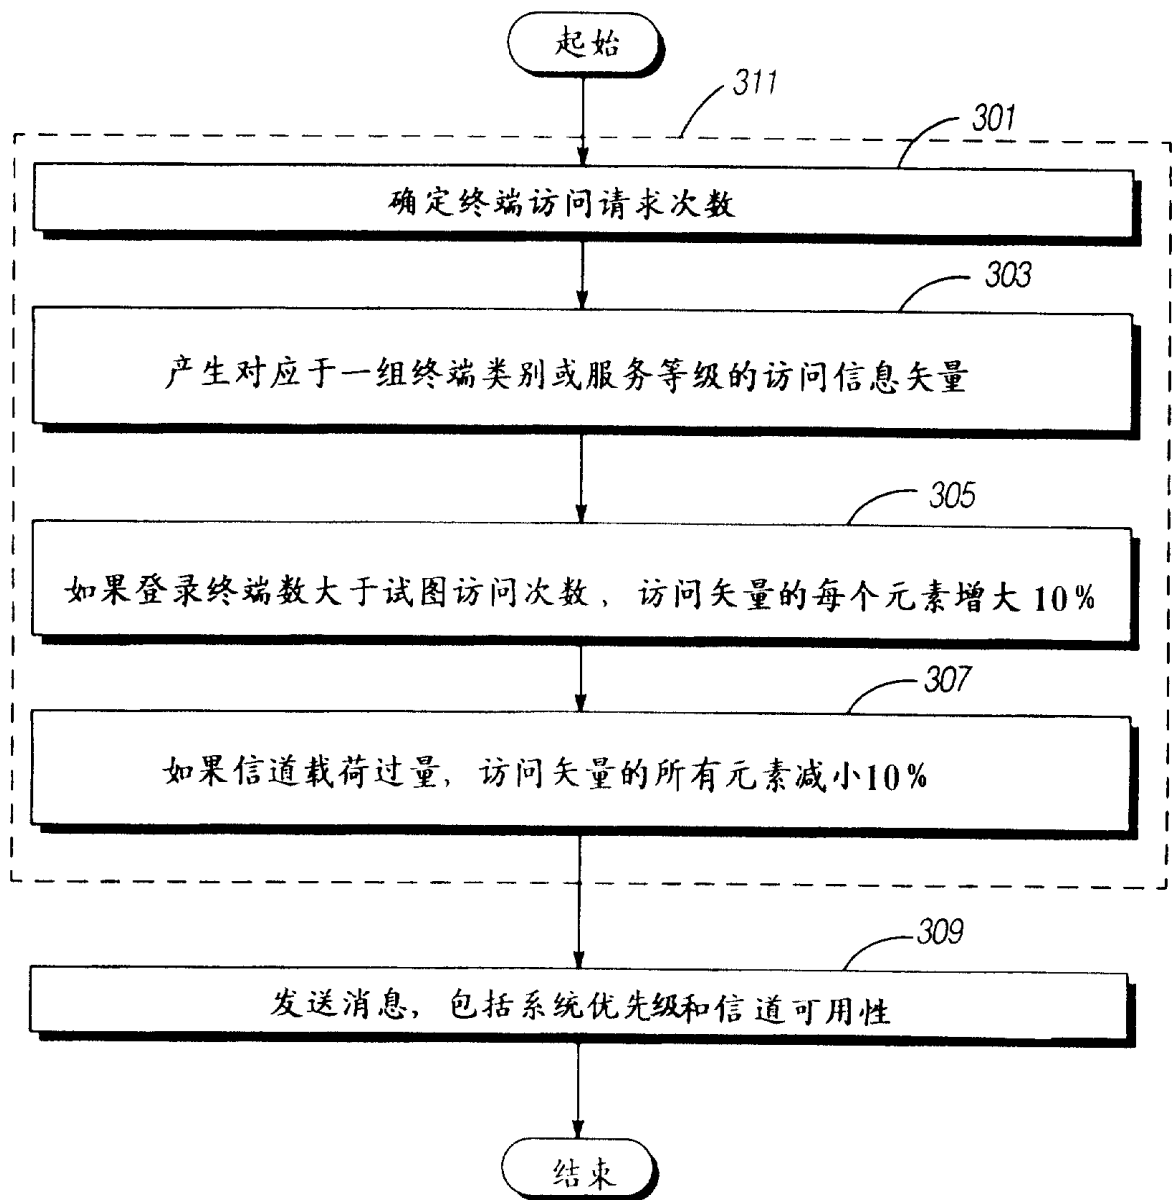 起始
311
301
确定终端访问请求次数
303
产生对应于一组终端类别或服务等级的访问信息矢量
305
如果登录终端数大于试图访问次数，访问矢量的每个元素增大10%
307
如果信道载荷过量，访问矢量的所有元素减小10%
309
发送消息，包括系统优先级和信道可用性
结束